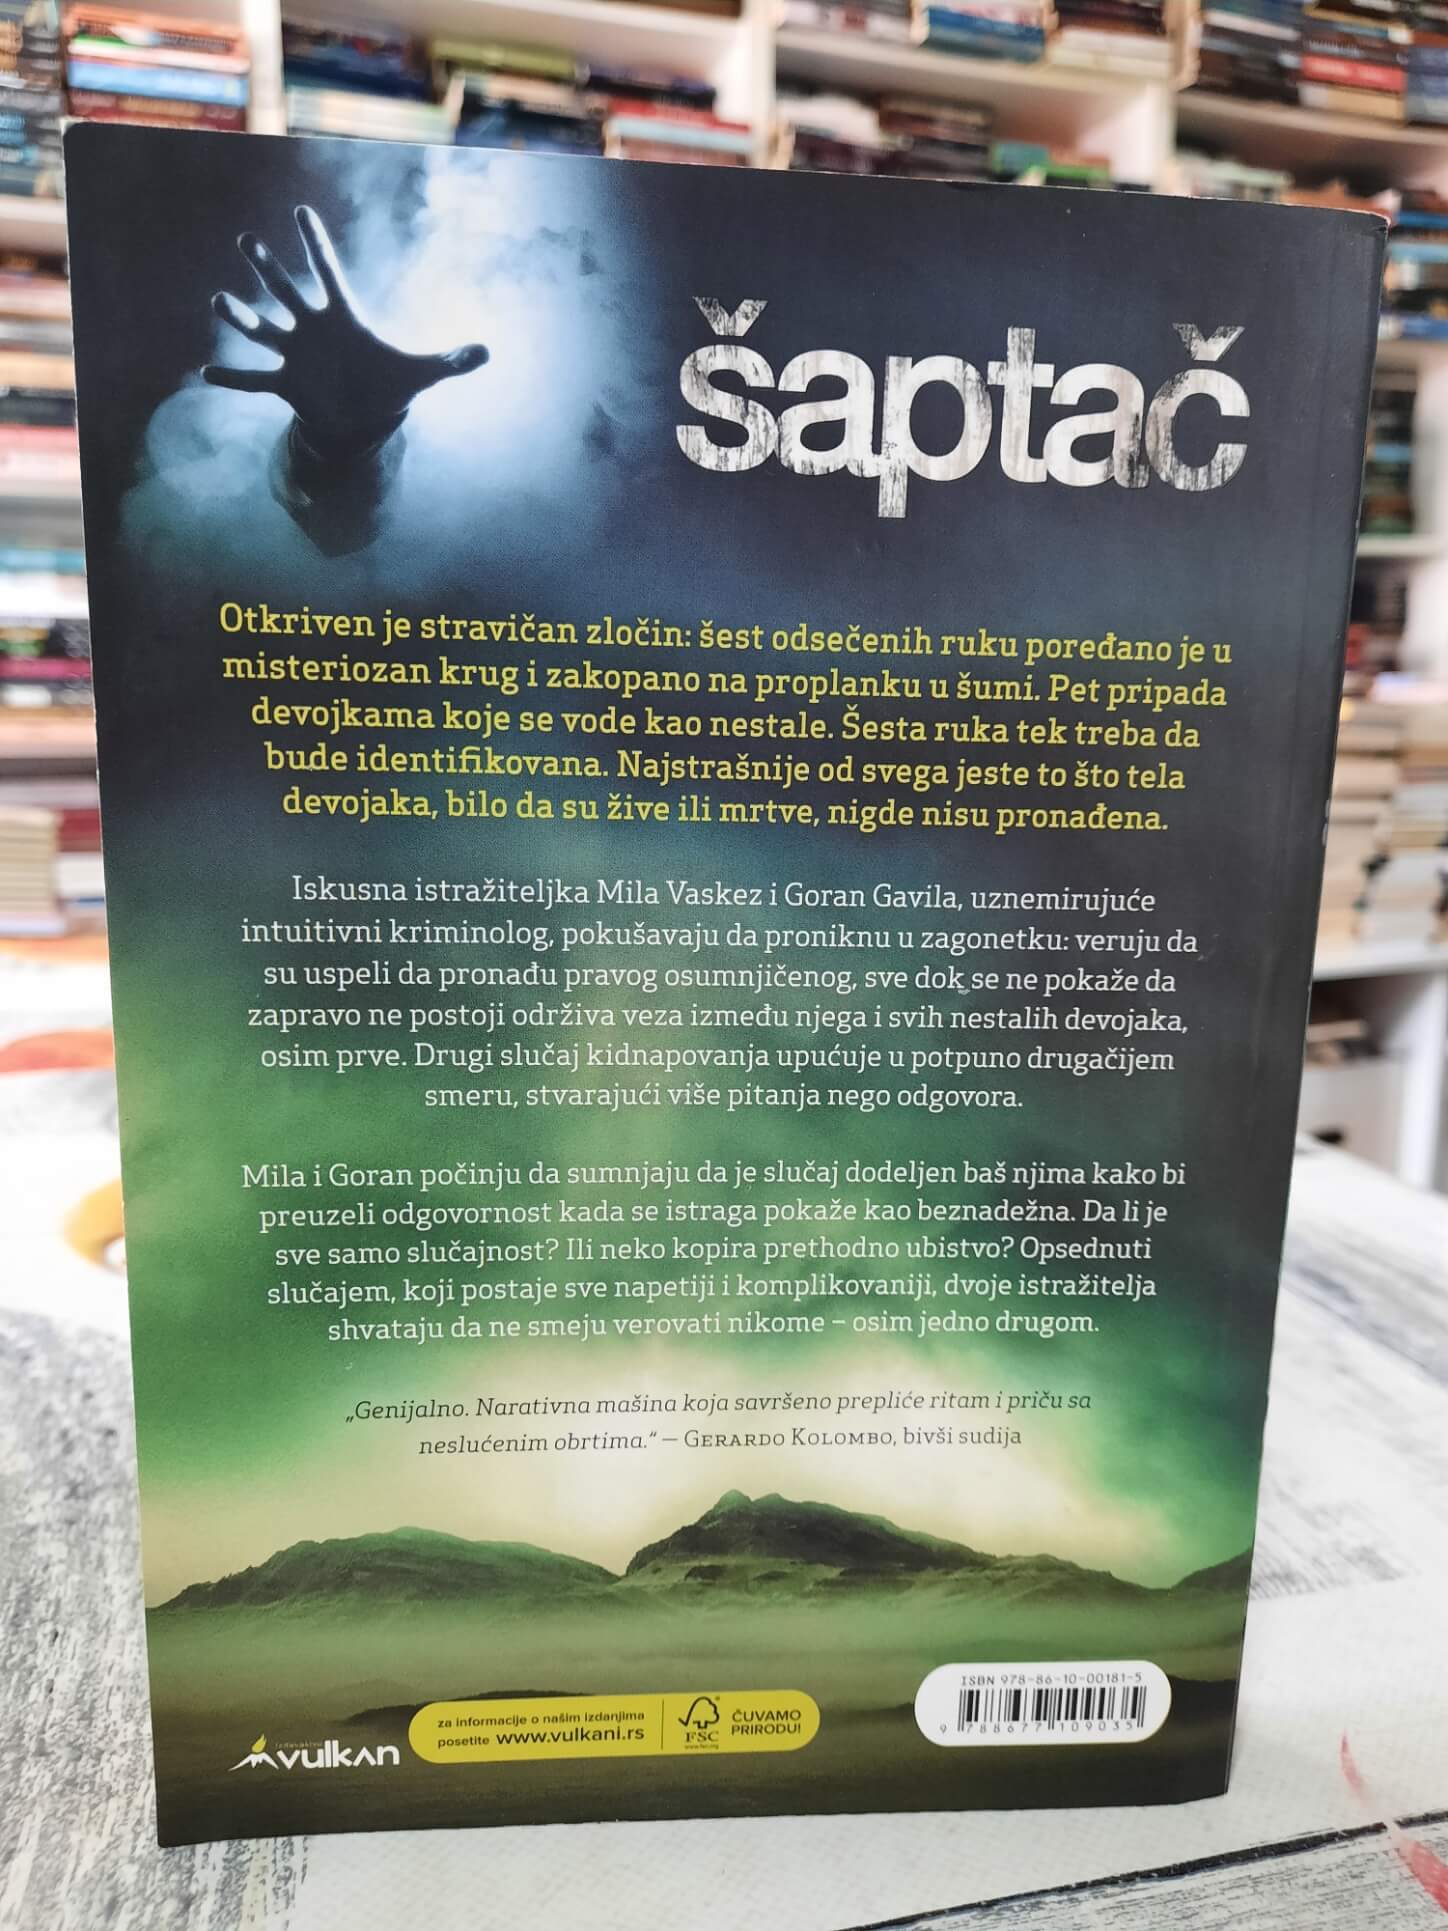 šaptač
Otkriven je stravičan zločin: šest odsečenih ruku poređano je u
misteriozan krug i zakopano na proplanku u šumi. Pet pripada
devojkama koje se vode kao nestale. Šesta ruka tek treba da
bude identifikovana. Najstrašnije od svega jeste to što tela
devojaka, bilo da su žive ili mrtve, nigde nisu pronađena.
Iskusna istražiteljka Mila Vaskez i Goran Gavila, uznemirujuće
intuitivni kriminolog, pokušavaju da proniknu u zagonetku: veruju da
su uspeli da pronađu pravog osumnjičenog, sve dok se ne pokaže da
zapravo ne postoji održiva veza između njega i svih nestalih devojaka,
osim prve. Drugi slučaj kidnapovanja upućuje u potpuno drugačijem
smeru, stvarajući više pitanja nego odgovora.
Mila i Goran počinju da sumnjaju da je slučaj dodeljen baš njima kako bi
preuzeli odgovornost kada se istraga pokaže kao beznadežna. Da li je
sve samo slučajnost? Ili neko kopira prethodno ubistvo? Opsednuti
slučajem, koji postaje sve napetiji i komplikovaniji, dvoje istražitelja
shvataju da ne smeju verovati nikome – osim jedno drugom.
„Genijalno. Narativna mašina koja savršeno prepliće ritam i priču sa
neslućenim obrtima.“ – Gerardo Kolombo, bivši sudija
ISBN 978-86-10-00181-5
9 788677 109035
za informacije o našim izdanjima
posetite www.vulkani.rs
FSC
www.fsc.org
ČUVAMO
PRIRODU!
Izdavaštvo
vulkan